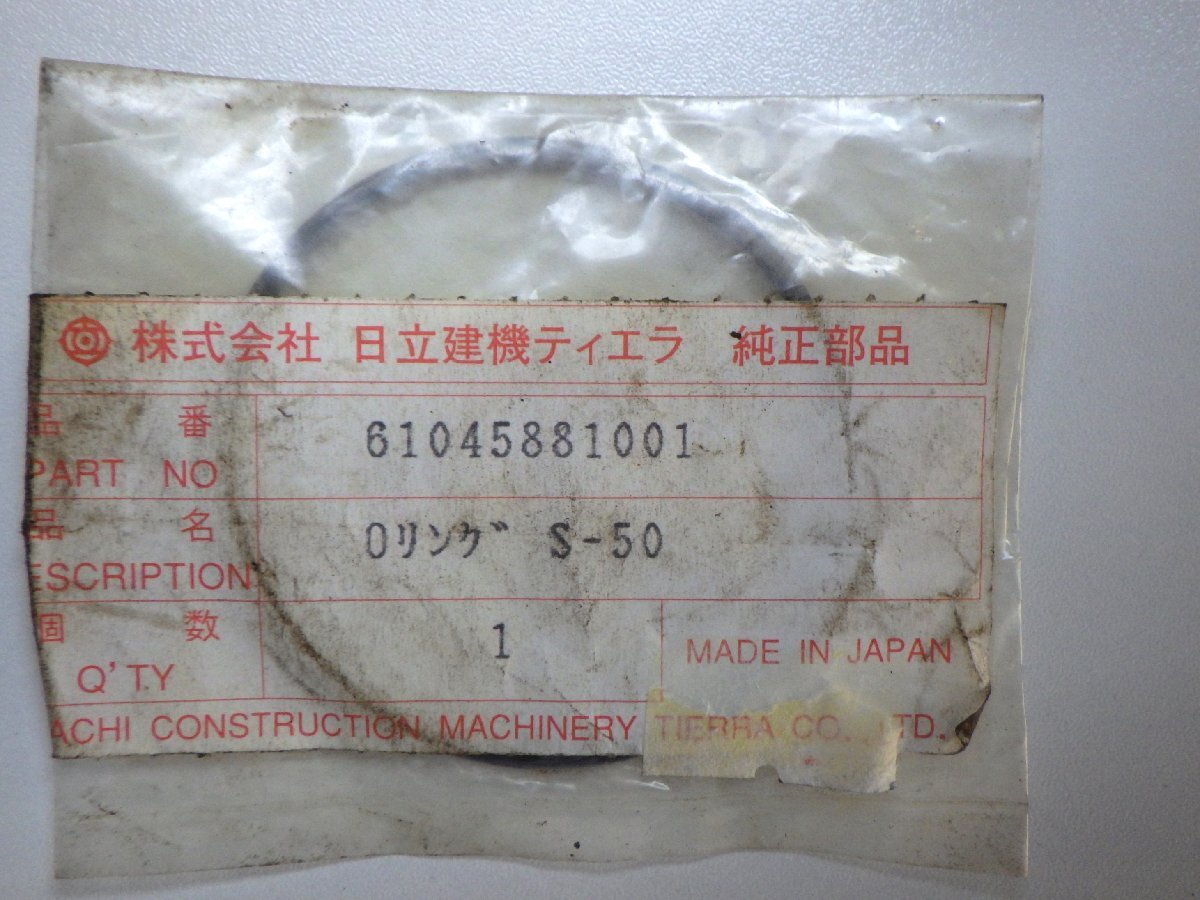 株式会社 日立建機ティエラ 純正部品
品 番
PART NO
61045881001
品 名
ESCRIPTION
Oリング S-50
個 数
Q'TY
1
MADE IN JAPAN
ACHI CONSTRUCTION MACHINERY TIERRA CO., LTD.